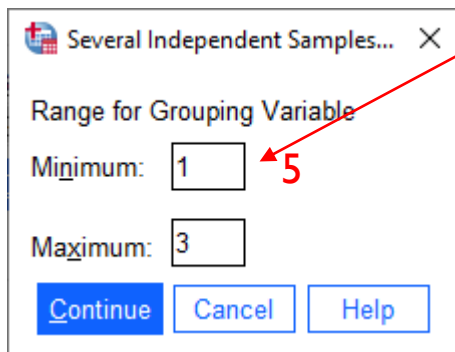 Several Independent Samples...
Range for Grouping Variable
Minimum: 1 5
Maximum: 3
Continue Cancel Help